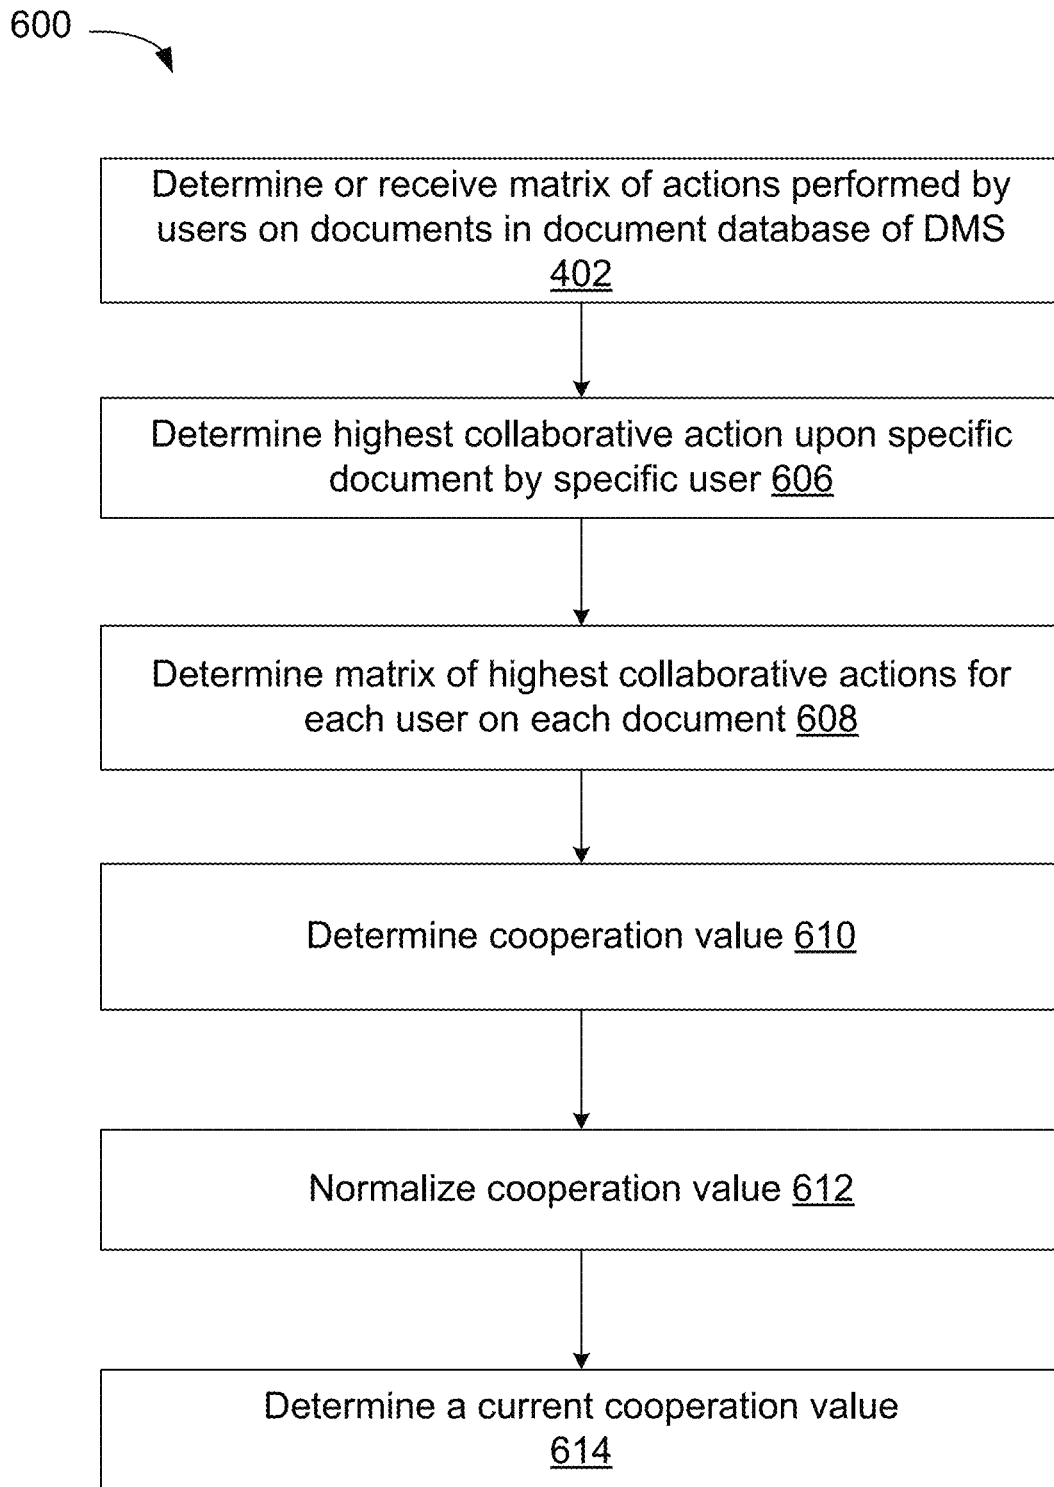 600
Determine or receive matrix of actions performed by
users on documents in document database of DMS
402
Determine highest collaborative action upon specific
document by specific user 606
Determine matrix of highest collaborative actions for
each user on each document 608
Determine cooperation value 610
Normalize cooperation value 612
Determine a current cooperation value
614